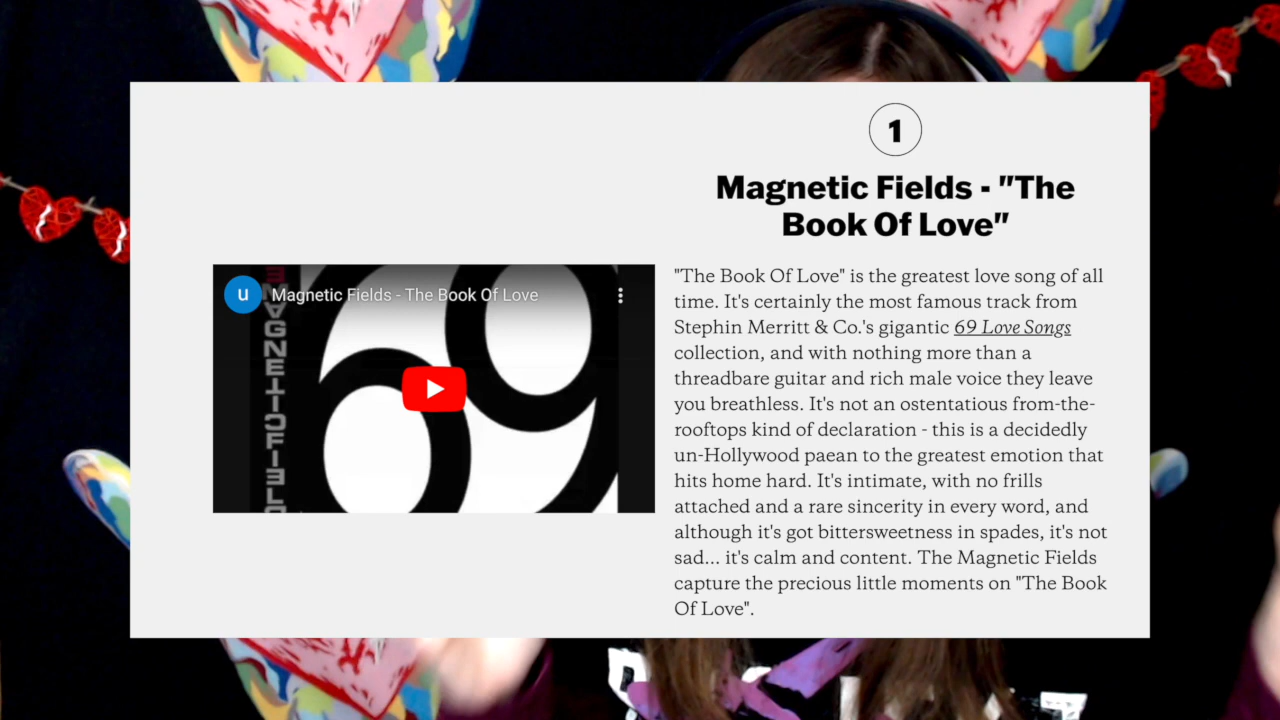 1
Magnetic Fields - "The
Book Of Love"
u
Magnetic Fields - The Book Of Love
69
MAGNETIC FIELD
"The Book Of Love" is the greatest love song of all
time. It's certainly the most famous track from
Stephin Merritt & Co.'s gigantic 69 Love Songs
collection, and with nothing more than a
threadbare guitar and rich male voice they leave
you breathless. It's not an ostentatious from-the-
rooftops kind of declaration - this is a decidedly
un-Hollywood paean to the greatest emotion that
hits home hard. It's intimate, with no frills
attached and a rare sincerity in every word, and
although it's got bittersweetness in spades, it's not
sad... it's calm and content. The Magnetic Fields
capture the precious little moments on "The Book
Of Love".